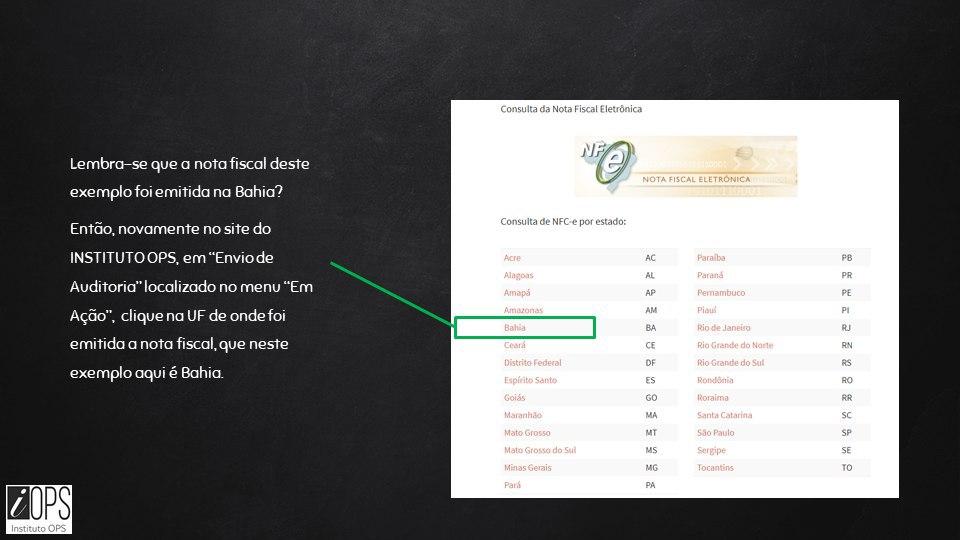 Lembra-se que a nota fiscal deste
exemplo foi emitida na Bahia?
Então, novamente no site do
INSTITUTO OPS, em “Envio de
Auditoria” localizado no menu “Em
Ação”, clique na UF de onde foi
emitida a nota fiscal, que neste
exemplo aqui é Bahia.
Consulta da Nota Fiscal Eletrônica
NF e
NOTA FISCAL ELETRÔNICA
Consulta de NFC-e por estado:
Acre AC
Alagoas AL
Amapá AP
Amazonas AM
Bahia BA
Ceará CE
Distrito Federal DF
Espírito Santo ES
Goiás GO
Maranhão MA
Mato Grosso MT
Mato Grosso do Sul MS
Minas Gerais MG
Pará PA
Paraíba PB
Paraná PR
Pernambuco PE
Piauí PI
Rio de Janeiro RJ
Rio Grande do Norte RN
Rio Grande do Sul RS
Rondônia RO
Roraima RR
Santa Catarina SC
São Paulo SP
Sergipe SE
Tocantins TO
iOPS
Instituto OPS